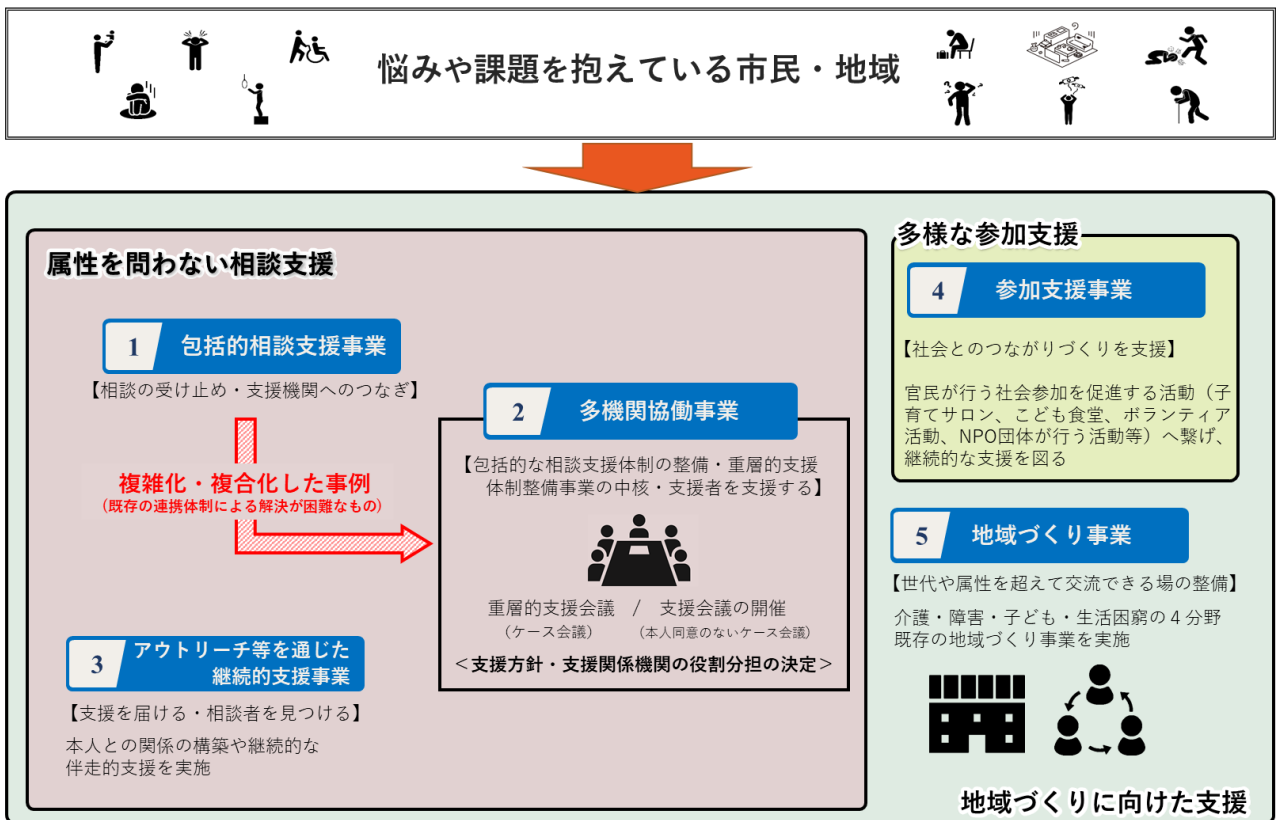 悩みや課題を抱えている市民・地域
属性を問わない相談支援
1 包括的相談支援事業
【相談の受け止め・支援機関へのつなぎ】
複雑化・複合化した事例
(既存の連携体制による解決が困難なもの)
2 多機関協働事業
【包括的な相談支援体制の整備・重層的支援
体制整備事業の中核・支援者を支援する】
重層的支援会議 / 支援会議の開催
(ケース会議) (本人同意のないケース会議)
<支援方針・支援関係機関の役割分担の決定>
3 アウトリーチ等を通じた
継続的支援事業
【支援を届ける・相談者を見つける】
本人との関係の構築や継続的な
伴走的支援を実施
多様な参加支援
4 参加支援事業
【社会とのつながりづくりを支援】
官民が行う社会参加を促進する活動（子
育てサロン、こども食堂、ボランティア
活動、NPO団体が行う活動等）へ繋げ、
継続的な支援を図る
5 地域づくり事業
【世代や属性を超えて交流できる場の整備】
介護・障害・子ども・生活困窮の４分野
既存の地域づくり事業を実施
地域づくりに向けた支援